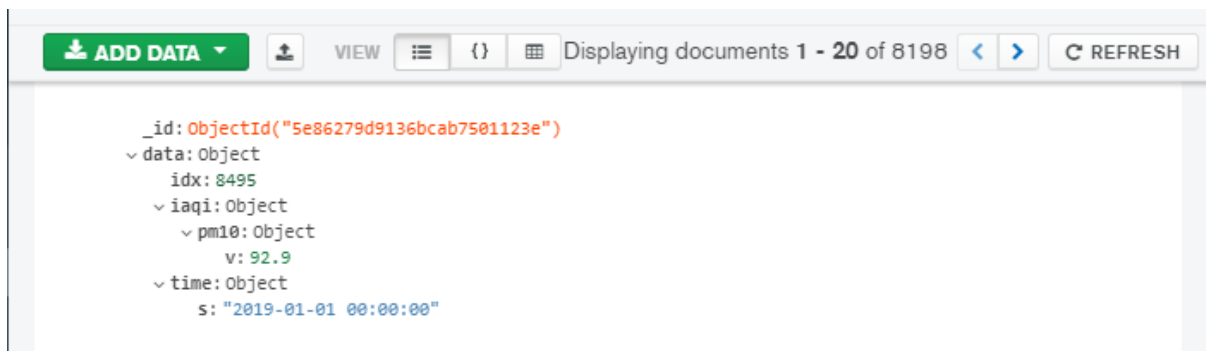 ADD DATA VIEW {} Displaying documents 1 - 20 of 8198 < > REFRESH
_id: ObjectId("5e86279d9136bcab7501123e")
data: Object
idx: 8495
iaqi: Object
pm10: Object
v: 92.9
time: Object
s: "2019-01-01 00:00:00"